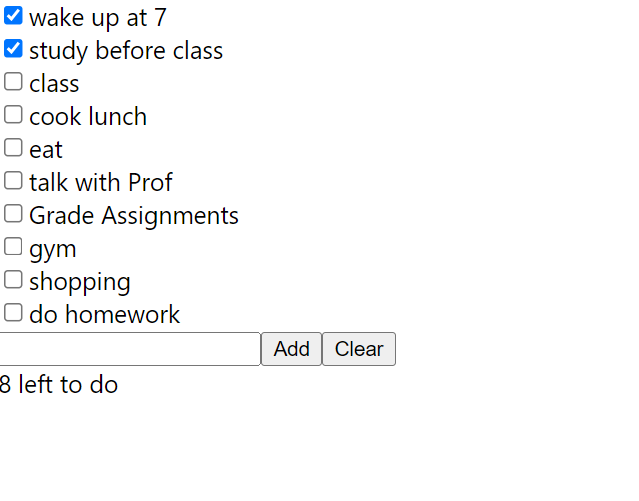 wake up at 7
study before class
class
cook lunch
eat
talk with Prof
Grade Assignments
gym
shopping
do homework
Add Clear
8 left to do